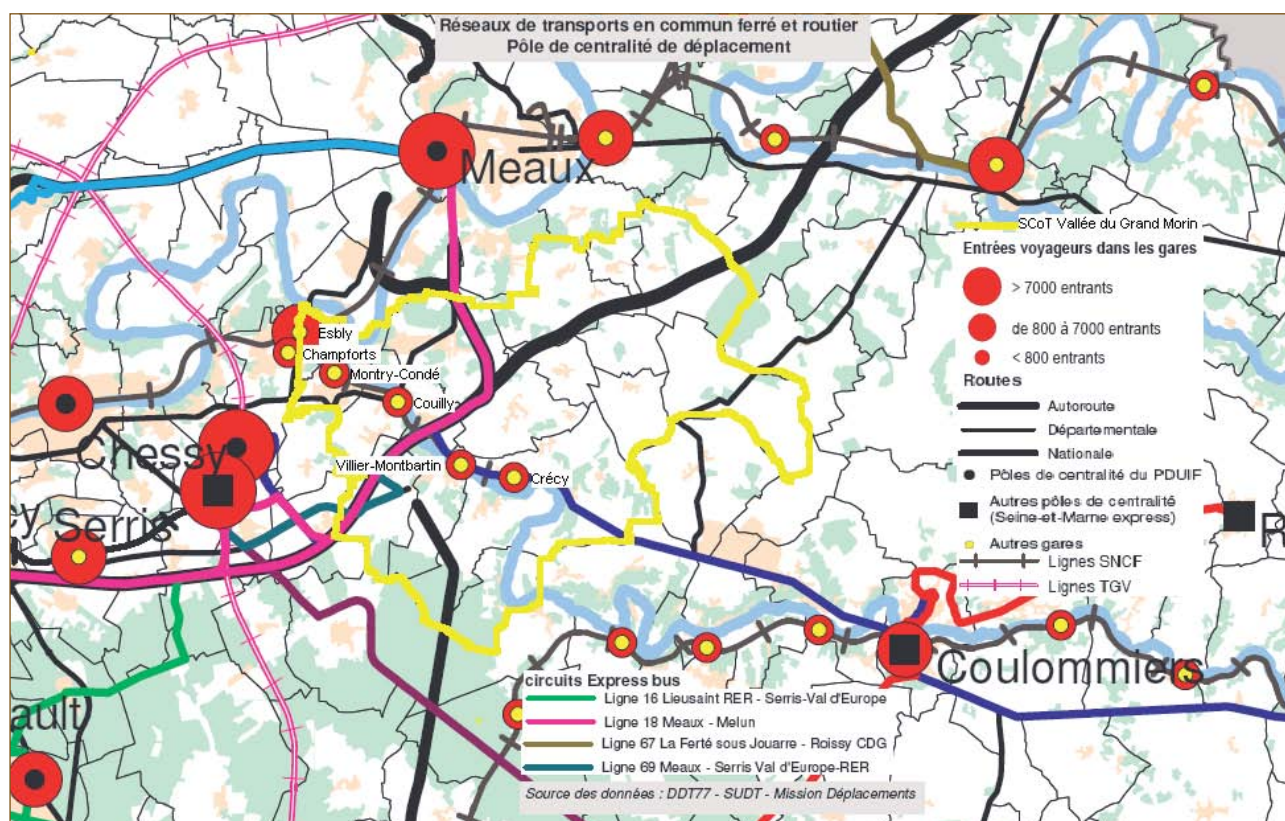 Réseaux de transports en commun ferré et routier
Pôle de centralité de déplacement
Meaux
SCoT Vallée du Grand Morin
Entrées voyageurs dans les gares
> 7000 entrants
de 800 à 7000 entrants
< 800 entrants
Routes
Autoroute
Départementale
Nationale
Pôles de centralité du PDUIF
Autres pôles de centralité
(Seine-et-Marne express)
Autres gares
Lignes SNCF
Lignes TGV
Esbly
Champforts
Montry-Condé
Couilly
Chessy
Villier-Montbartin
Crécy
cy
Serris
R
Coulommiers
ault
circuits Express bus
Ligne 16 Lieusaint RER - Serris-Val d'Europe
Ligne 18 Meaux - Melun
Ligne 67 La Ferté sous Jouarre - Roissy CDG
Ligne 69 Meaux - Serris Val d'Europe-RER
Source des données : DDT77 - SUDT - Mission Déplacements